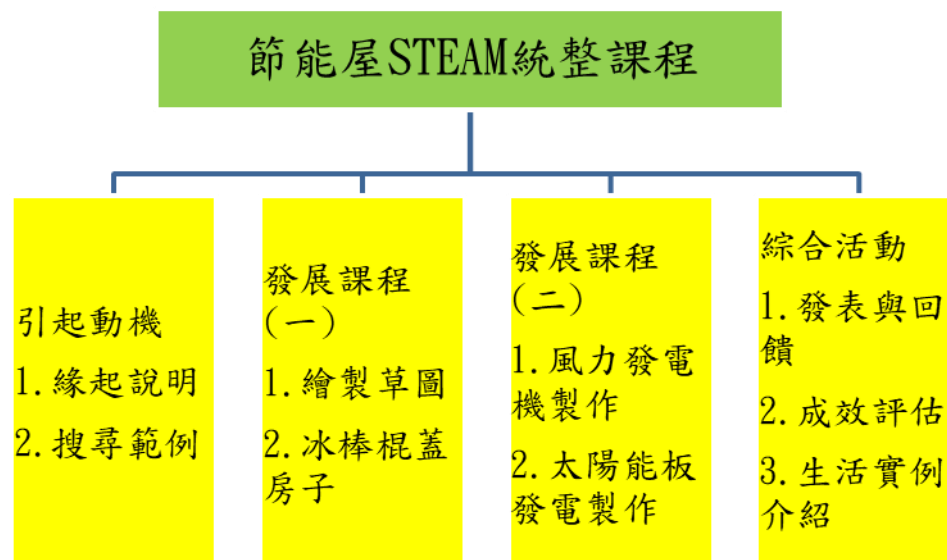 節能屋STEAM統整課程
引起動機
1.緣起說明
2.搜尋範例
發展課程
(一)
1.繪製草圖
2.冰棒棍蓋
房子
發展課程
(二)
1.風力發電
機製作
2.太陽能板
發電製作
綜合活動
1.發表與回
饋
2.成效評估
3.生活實例
介紹